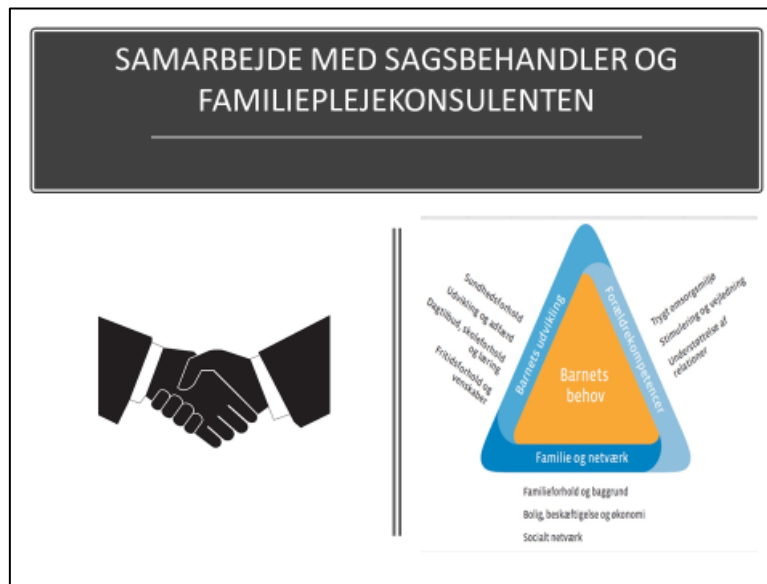 SAMARBEJDE MED SAGSBEHANDLER OG
FAMILIEPLEJEKONSULENTEN
Sundhedsforhold
Udvikling og adfærd
Dagtilbud, skoleforhold
og læring
Fritidsforhold og
venskaber
Barnets udvikling
Barnets
behov
Forældrekompetencer
Trygt omsorgsmiljø
Stimulering og vejledning
Understøttelse af
relationer
Familie og netværk
Familieforhold og baggrund
Bolig, beskæftigelse og økonomi
Socialt netværk